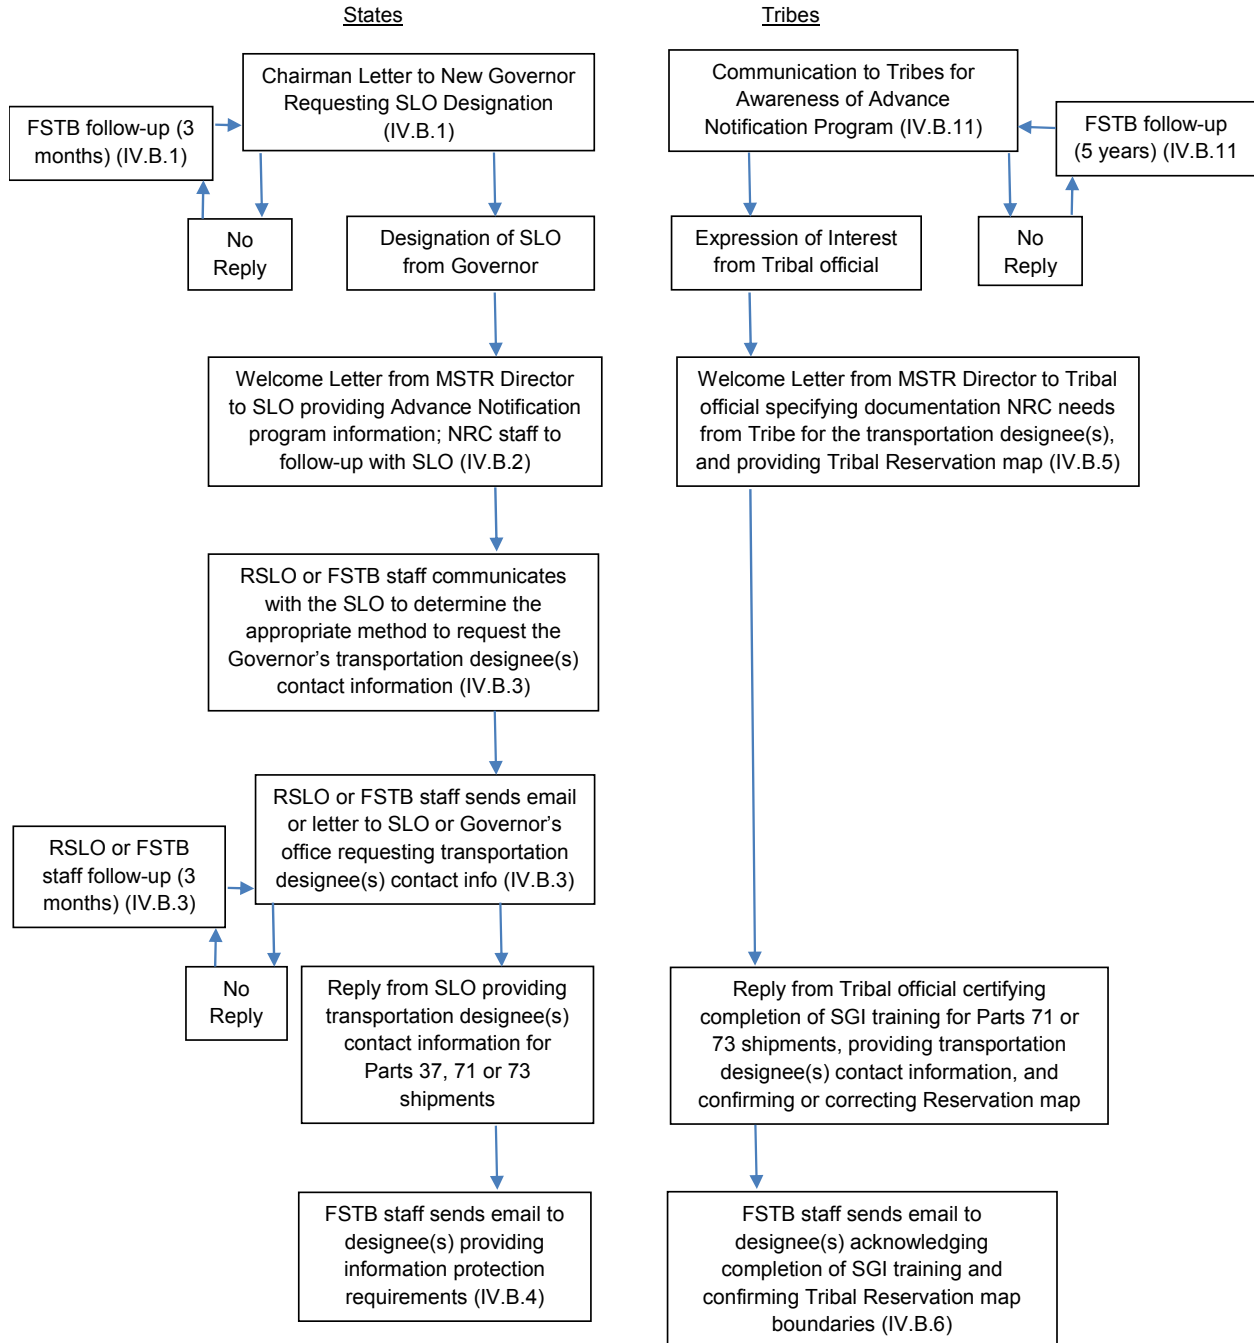 States
Tribes
Chairman Letter to New Governor
Requesting SLO Designation
(IV.B.1)
FSTB follow-up (3
months) (IV.B.1)
No
Reply
Designation of SLO
from Governor
Welcome Letter from MSTR Director
to SLO providing Advance Notification
program information; NRC staff to
follow-up with SLO (IV.B.2)
RSLO or FSTB staff communicates
with the SLO to determine the
appropriate method to request the
Governor’s transportation designee(s)
contact information (IV.B.3)
RSLO or FSTB staff sends email
or letter to SLO or Governor’s
office requesting transportation
designee(s) contact info (IV.B.3)
RSLO or FSTB
staff follow-up (3
months) (IV.B.3)
No
Reply
Reply from SLO providing
transportation designee(s)
contact information for
Parts 37, 71 or 73
shipments
FSTB staff sends email to
designee(s) providing
information protection
requirements (IV.B.4)
Communication to Tribes for
Awareness of Advance
Notification Program (IV.B.11)
FSTB follow-up
(5 years) (IV.B.11
No
Reply
Expression of Interest
from Tribal official
Welcome Letter from MSTR Director to Tribal
official specifying documentation NRC needs
from Tribe for the transportation designee(s),
and providing Tribal Reservation map (IV.B.5)
Reply from Tribal official certifying
completion of SGI training for Parts 71 or
73 shipments, providing transportation
designee(s) contact information, and
confirming or correcting Reservation map
FSTB staff sends email to
designee(s) acknowledging
completion of SGI training and
confirming Tribal Reservation map
boundaries (IV.B.6)